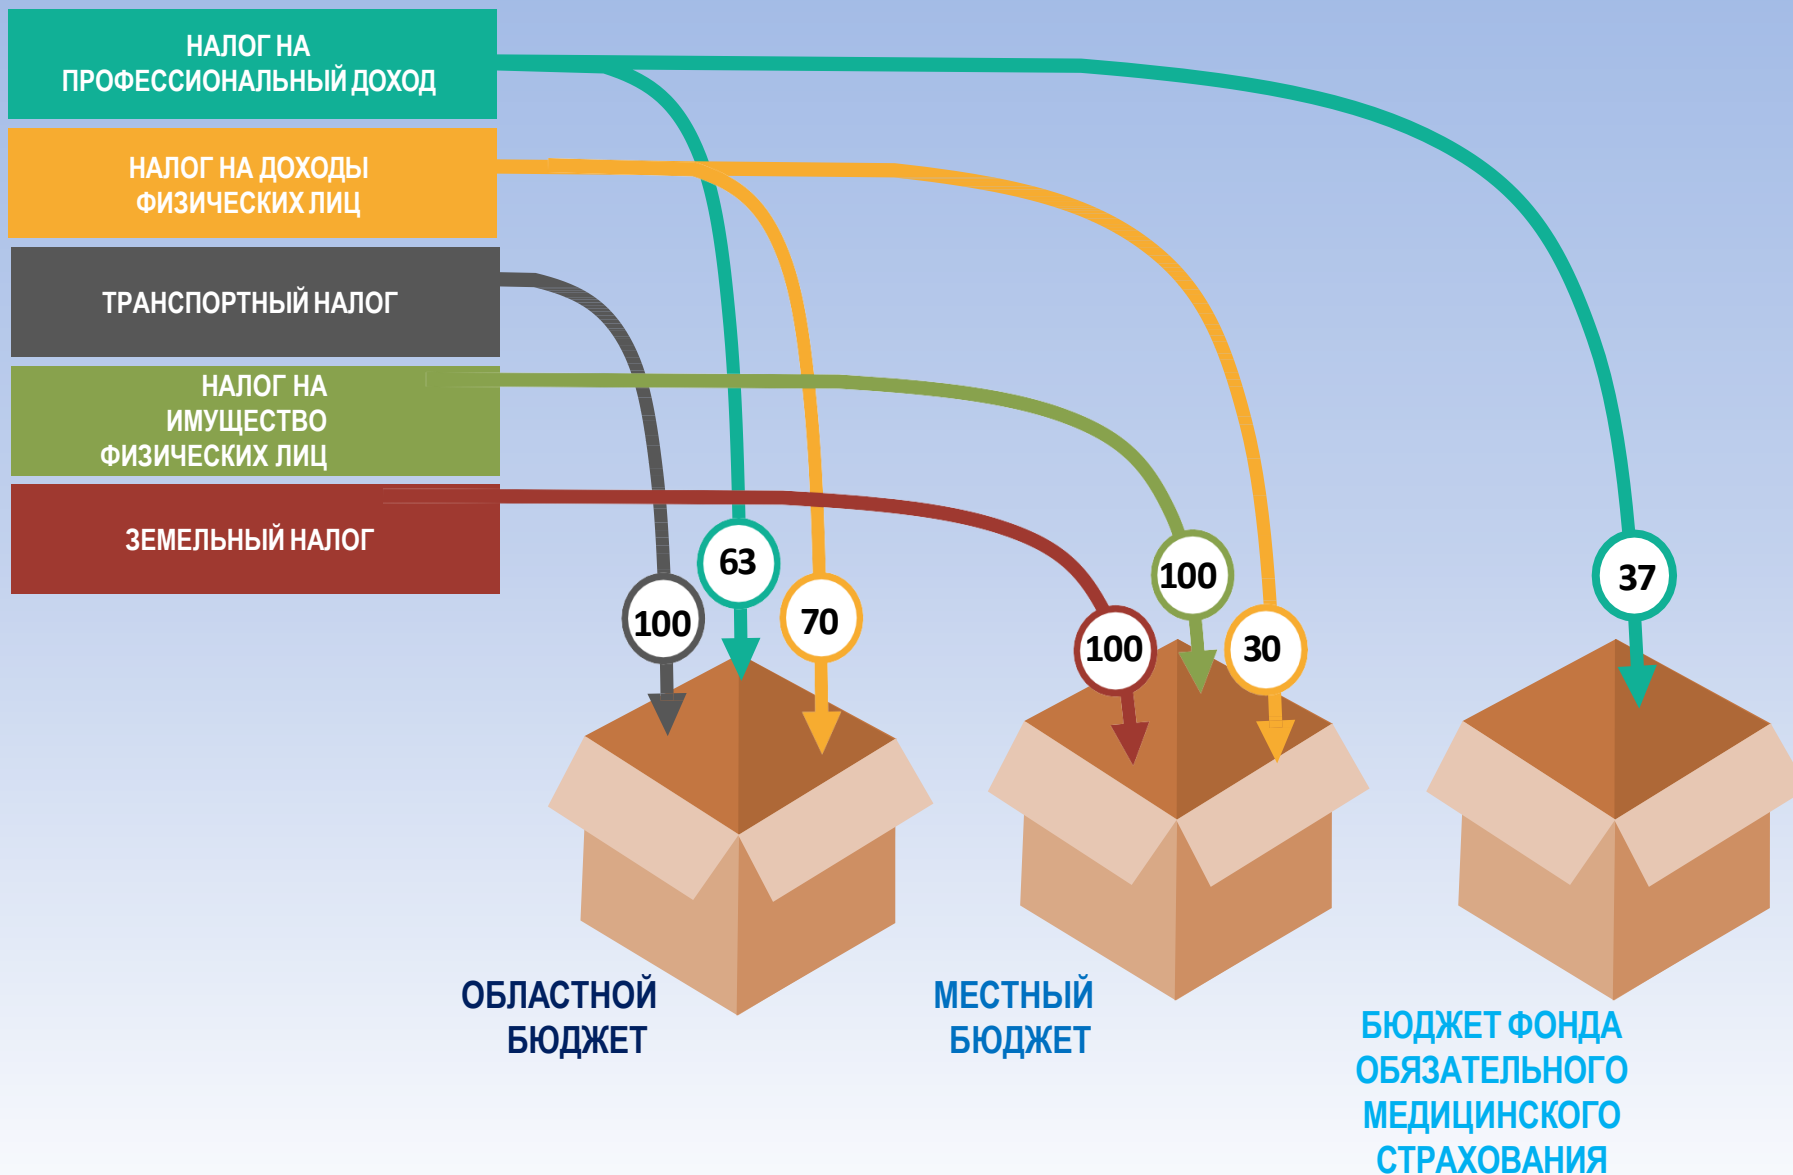 НАЛОГ НА
ПРОФЕССИОНАЛЬНЫЙ ДОХОД
НАЛОГ НА ДОХОДЫ
ФИЗИЧЕСКИХ ЛИЦ
ТРАНСПОРТНЫЙ НАЛОГ
НАЛОГ НА
ИМУЩЕСТВО
ФИЗИЧЕСКИХ ЛИЦ
ЗЕМЕЛЬНЫЙ НАЛОГ
100
63
70
100
100
30
37
ОБЛАСТНОЙ
БЮДЖЕТ
МЕСТНЫЙ
БЮДЖЕТ
БЮДЖЕТ ФОНДА
ОБЯЗАТЕЛЬНОГО
МЕДИЦИНСКОГО
СТРАХОВАНИЯ